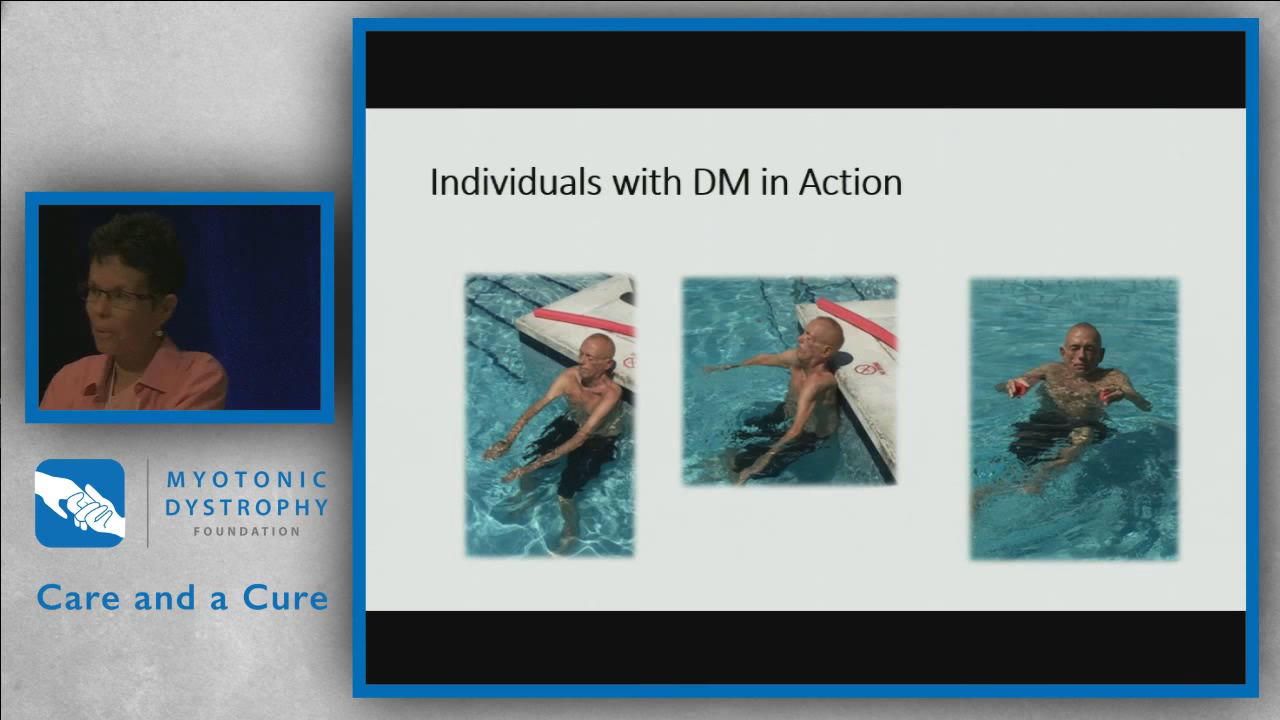 Individuals with DM in Action
MYOTONIC
DYSTROPHY
FOUNDATION
Care and a Cure